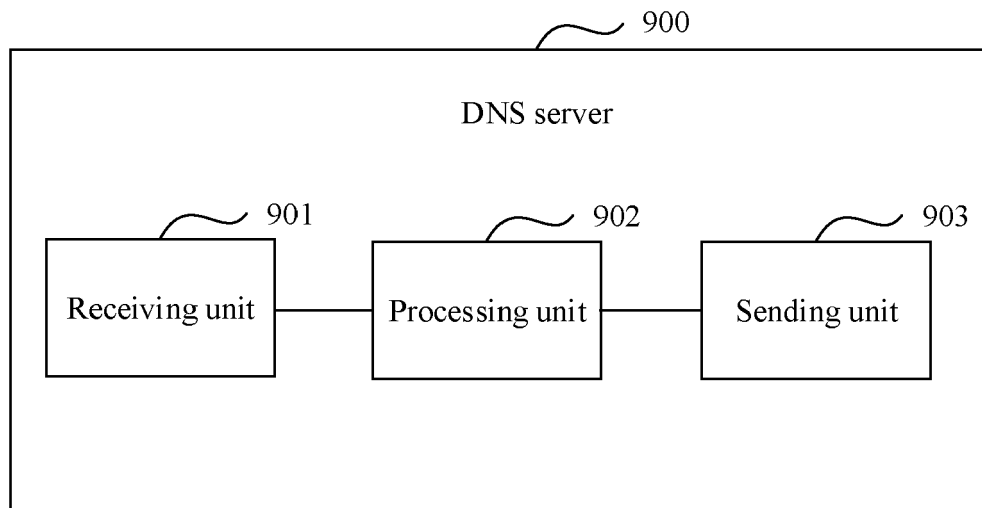 900
DNS server
901
902
903
Receiving unit
Processing unit
Sending unit